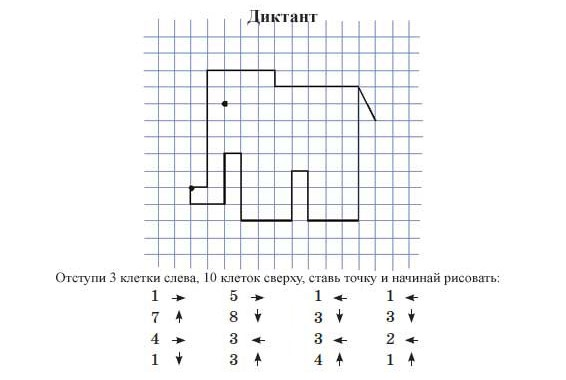 Диктант
Отступи 3 клетки слева, 10 клеток сверху, ставь точку и начинай рисовать:
1 → 5 → 1 ← 1 ←
7 ↑ 8 ↓ 3 ↓ 3 ↓
4 → 3 ← 3 ← 2 ←
1 ↓ 3 ↑ 4 ↑ 1 ↑